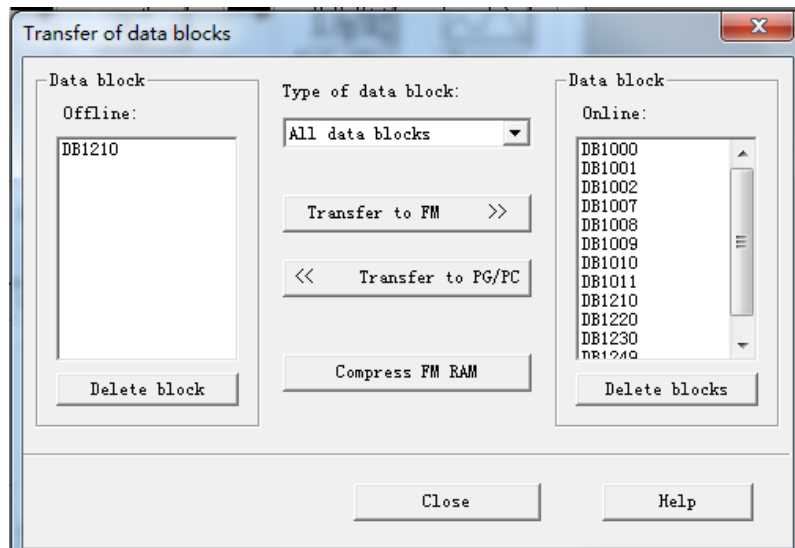 Transfer of data blocks
Data block
Offline:
DB1210
Delete block
Type of data block:
All data blocks
Transfer to FM >>
<< Transfer to PG/PC
Compress FM RAM
Data block
Online:
DB1000
DB1001
DB1002
DB1007
DB1008
DB1009
DB1010
DB1011
DB1210
DB1220
DB1230
DB1249
Delete blocks
Close
Help